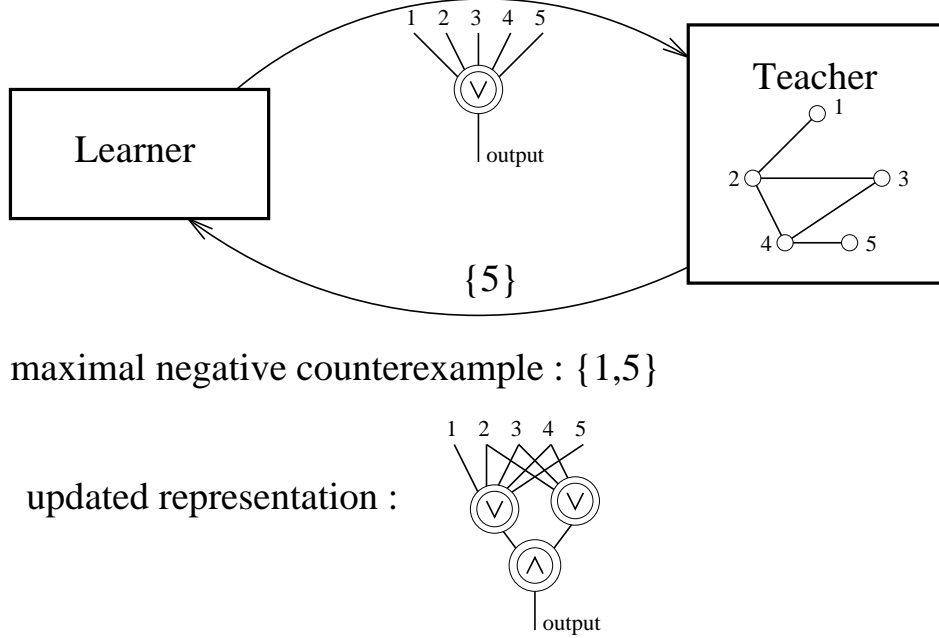 1 2 3 4 5
∨
output
Learner
Teacher
1
2
3
4
5
{5}
maximal negative counterexample : {1,5}
1 2 3 4 5
updated representation :
∨ ∨
∧
output